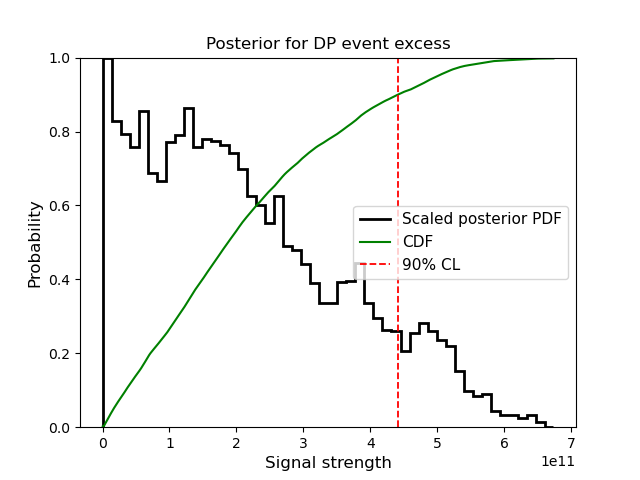 Posterior for DP event excess
1.0
0.8
0.6
0.4
0.2
0.0
Probability
Scaled posterior PDF
CDF
90% CL
0 1 2 3 4 5 6 7
1e11
Signal strength